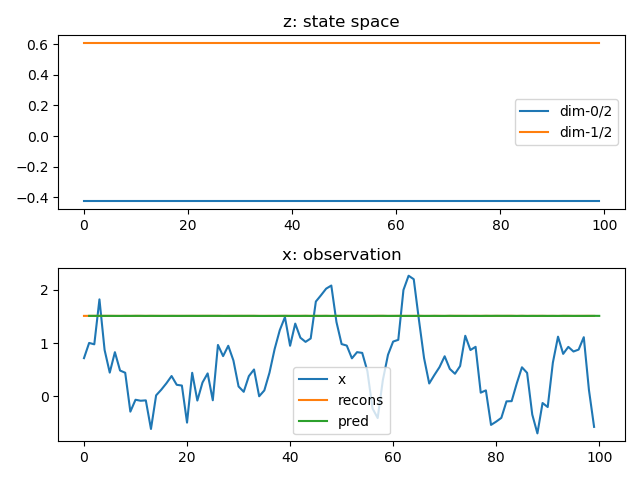 z: state space
0.6
0.4
0.2
0.0
−0.2
−0.4
dim-0/2
dim-1/2
0 20 40 60 80 100
x: observation
2
1
0
x
recons
pred
0 20 40 60 80 100